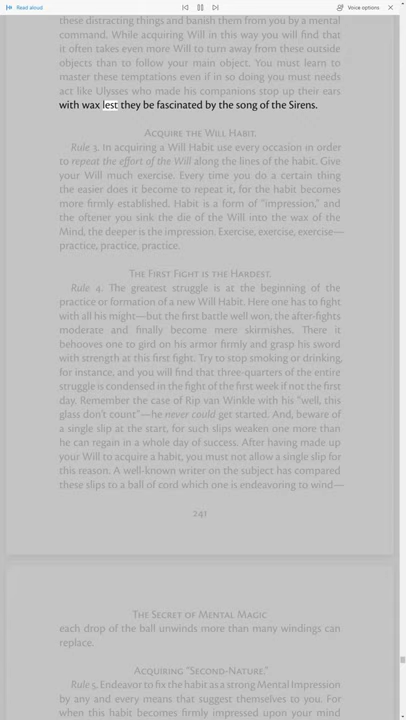 Read aloud
Voice options
these distracting things and banish them from you by a mental
command. While acquiring Will in this way you will find that
it often takes even more Will to turn away from these outside
objects than to follow your main object. You must learn to
master these temptations even if in so doing you must needs
act like Ulysses who made his companions stop up their ears
with wax lest they be fascinated by the song of the Sirens.
Acquire the Will Habit.
Rule 3. In acquiring a Will Habit use every occasion in order
to repeat the effort of the Will along the lines of the habit. Give
your Will much exercise. Every time you do a certain thing
the easier does it become to repeat it, for the habit becomes
more firmly established. Habit is a form of "impression," and
the oftener you sink the die of the Will into the wax of the
Mind, the deeper is the impression. Exercise, exercise, exercise—
practice, practice, practice.
The First Fight is the Hardest.
Rule 4. The greatest struggle is at the beginning of the
practice or formation of a new Will Habit. Here one has to fight
with all his might—but the first battle well won, the after-fights
moderate and finally become mere skirmishes. There it
behooves one to gird on his armor firmly and grasp his sword
with strength at this first fight. Try to stop smoking or drinking,
for instance, and you will find that three-quarters of the entire
struggle is condensed in the fight of the first week if not the first
day. Remember the case of Rip van Winkle with his "well, this
glass don't count"—he never could get started. And, beware of
a single slip at the start, for such slips weaken one more than
he can regain in a whole day of success. After having made up
your Will to acquire a habit, you must not allow a single slip for
this reason. A well-known writer on the subject has compared
these slips to a ball of cord which one is endeavoring to wind—
241
The Secret of Mental Magic
each drop of the ball unwinds more than many windings can
replace.
Acquiring "Second-Nature."
Rule 5. Endeavor to fix the habit as a strong Mental Impression
by any and every means that suggest themselves to you. For
when this habit becomes firmly impressed upon your mind